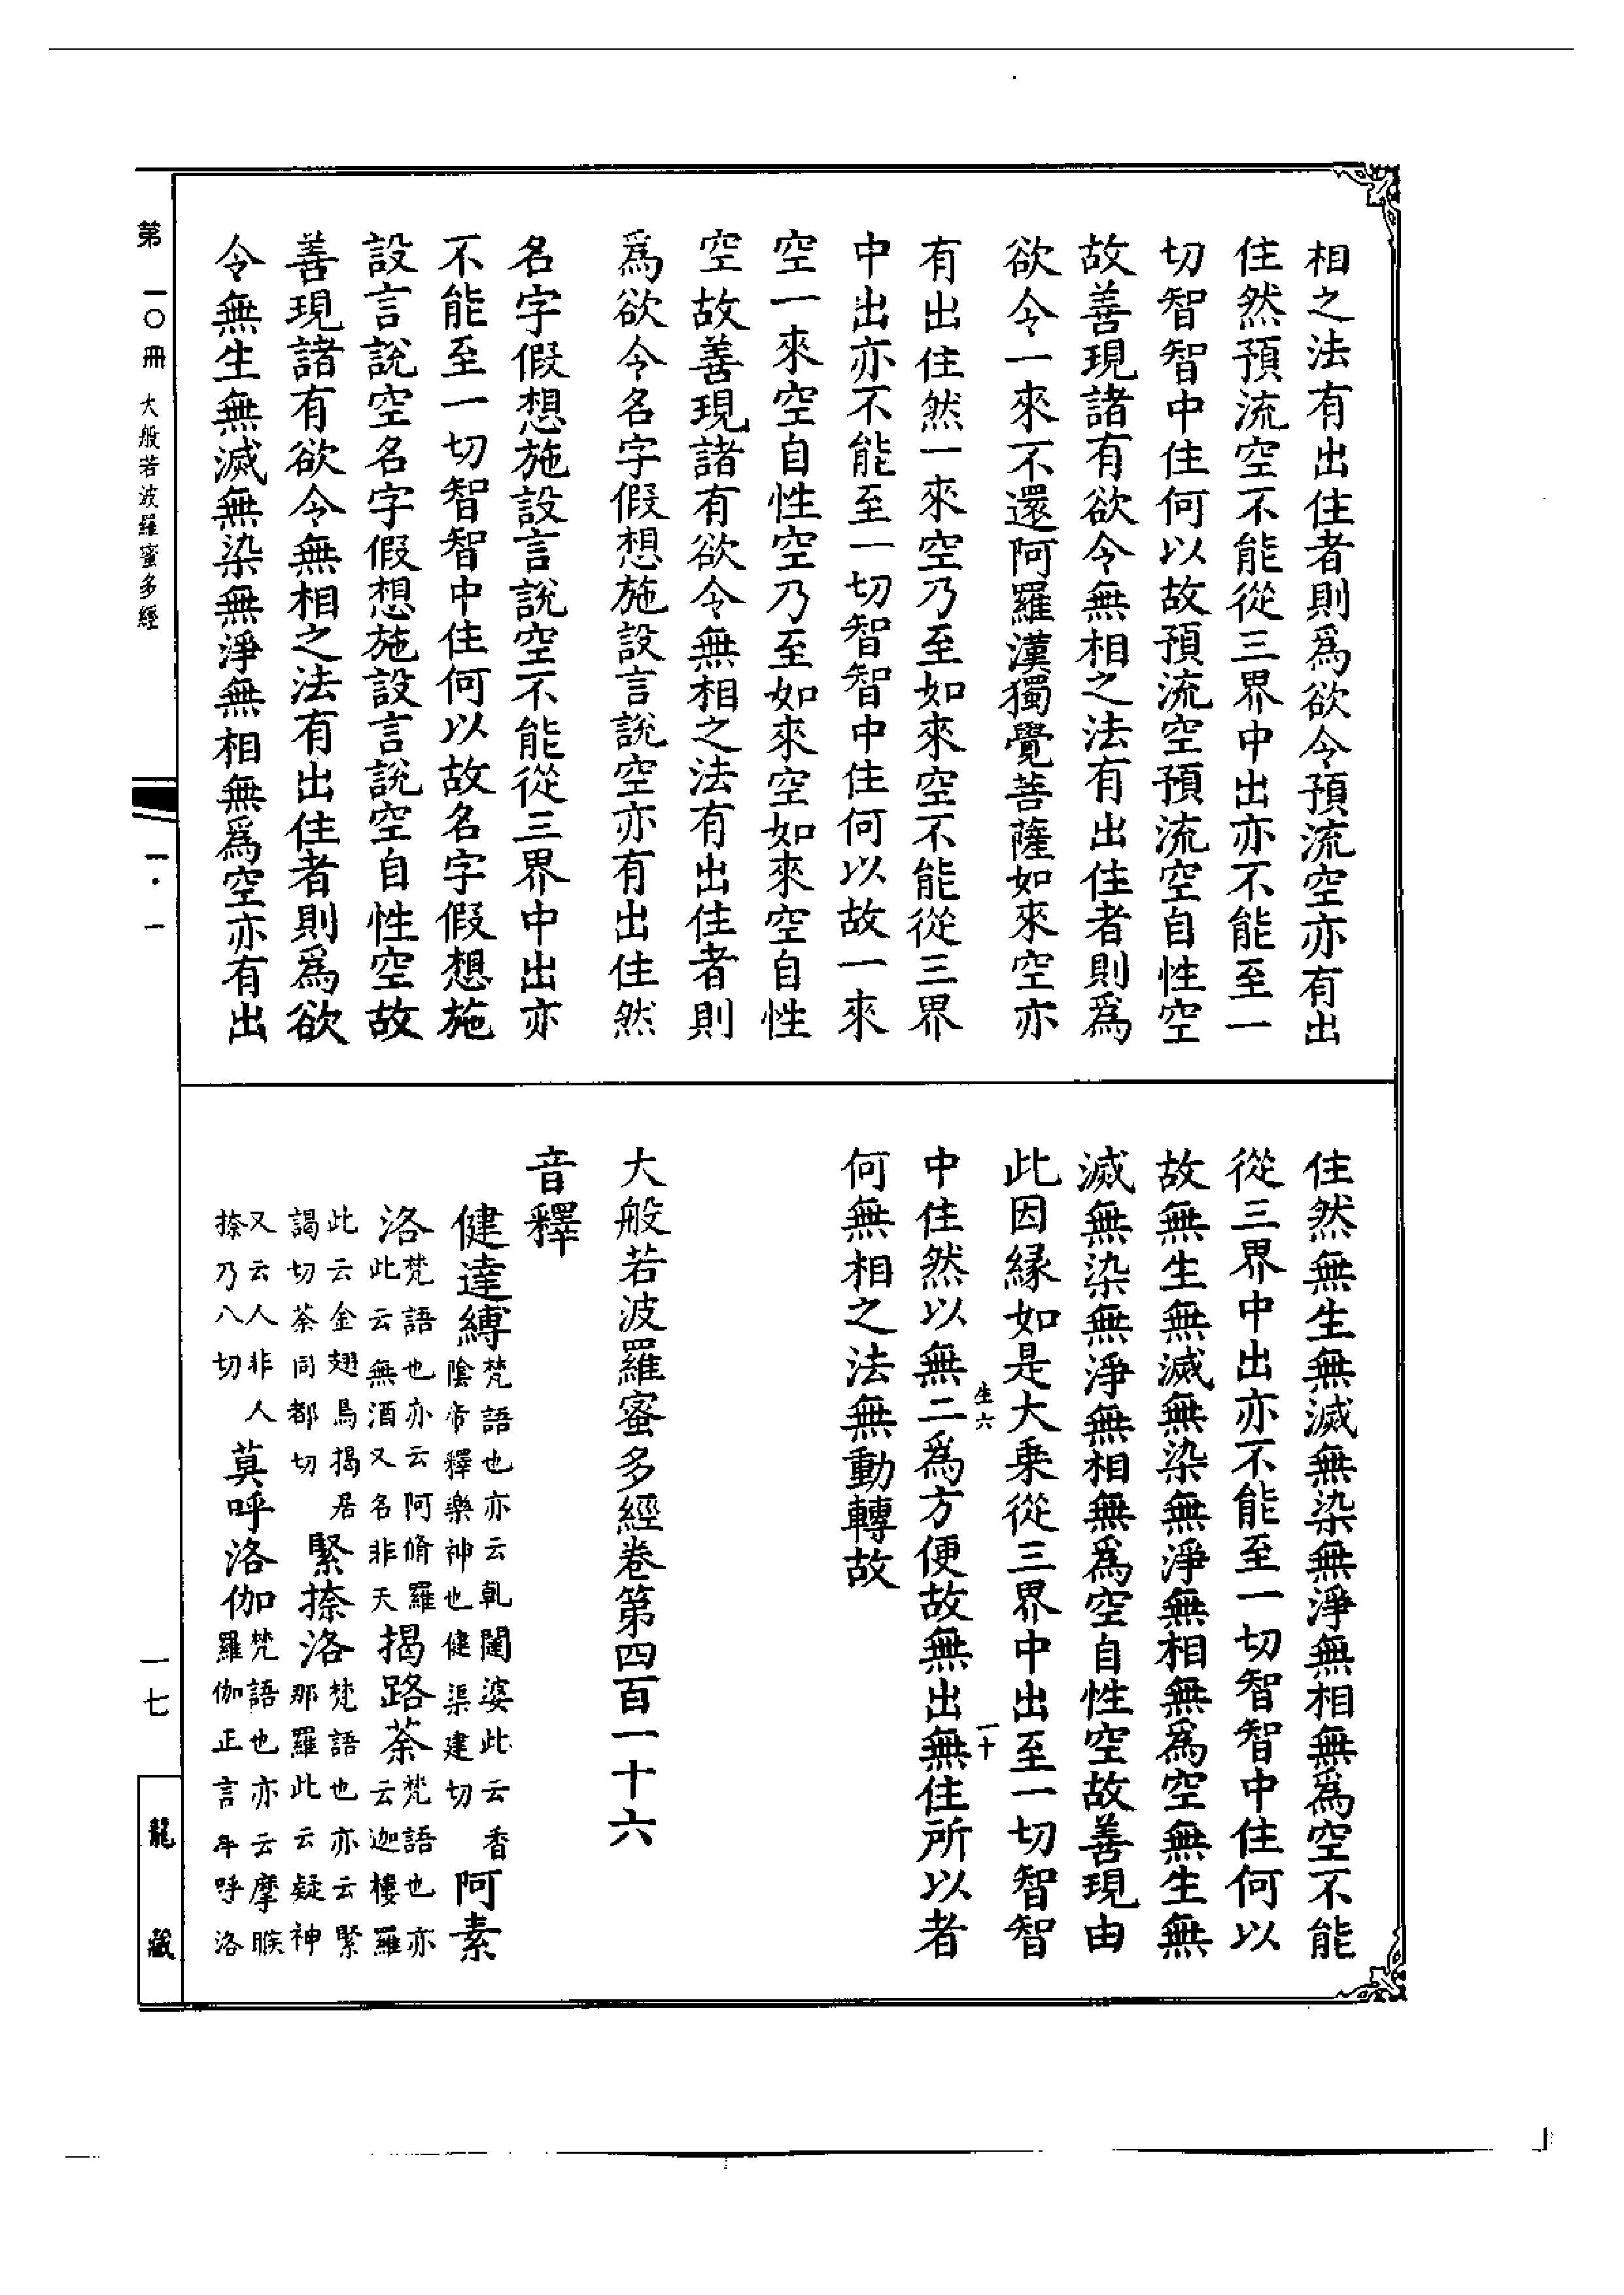 相之法有出住者則爲欲令預流空亦有出
住然預流空不能從三界中出亦不能至一
切智智中住何以故預流空預流空自性空
故善現諸有欲令無相之法有出住者則爲
欲令一來不還阿羅漢獨覺菩薩如來空亦
有出住然一來空乃至如來空不能從三界
中出亦不能至一切智智中住何以故一來
空一來空自性空乃至如來空如來空自性
空故善現諸有欲令無相之法有出住者則
爲欲令名字假想施設言說空亦有出住然
名字假想施設言說空不能從三界中出亦
不能至一切智智中住何以故名字假想施
設言說空名字假想施設言說空自性空故
善現諸有欲令無相之法有出住者則爲欲
令無生無滅無染無淨無相無爲空亦有出
住然無生無滅無染無淨無相無爲空不能
從三界中出亦不能至一切智智中住何以
故無生無滅無染無淨無相無爲空無生無
滅無染無淨無相無爲空自性空故善現由
此因緣如是大乘從三界中出至一切智智
生六 一十
中住然以無二爲方便故無出無住所以者
何無相之法無動轉故
大般若波羅蜜多經卷第四百一十六
音釋
健達縛梵語也亦云乾闥婆此云香陰帝釋樂神也健渠建切 阿素
洛梵語也亦云阿脩羅此云無酒又名非天 揭路荼梵語也亦云迦樓羅
此云金翅鳥揭居謁切荼同都切 緊捺洛梵語也亦云緊那羅此云疑神
又云人非人捺乃八切 莫呼洛伽梵語也亦云摩睺羅伽正言牟呼洛
第一〇冊 大般若波羅蜜多經 一·一 一七 龍藏